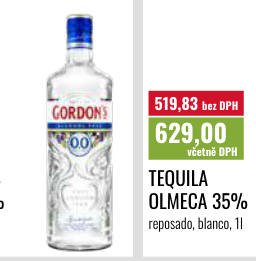 GORDON'S
ALCOHOL FREE
0.0
519,83 bez DPH
629,00
včetně DPH
TEQUILA
OLMECA 35%
reposado, blanco, 1l